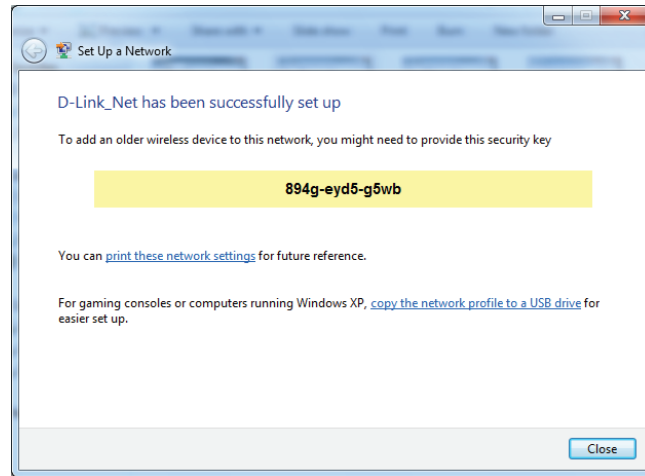 Set Up a Network
D-Link_Net has been successfully set up
To add an older wireless device to this network, you might need to provide this security key
894g-eyd5-g5wb
You can print these network settings for future reference.
For gaming consoles or computers running Windows XP, copy the network profile to a USB drive for
easier set up.
Close